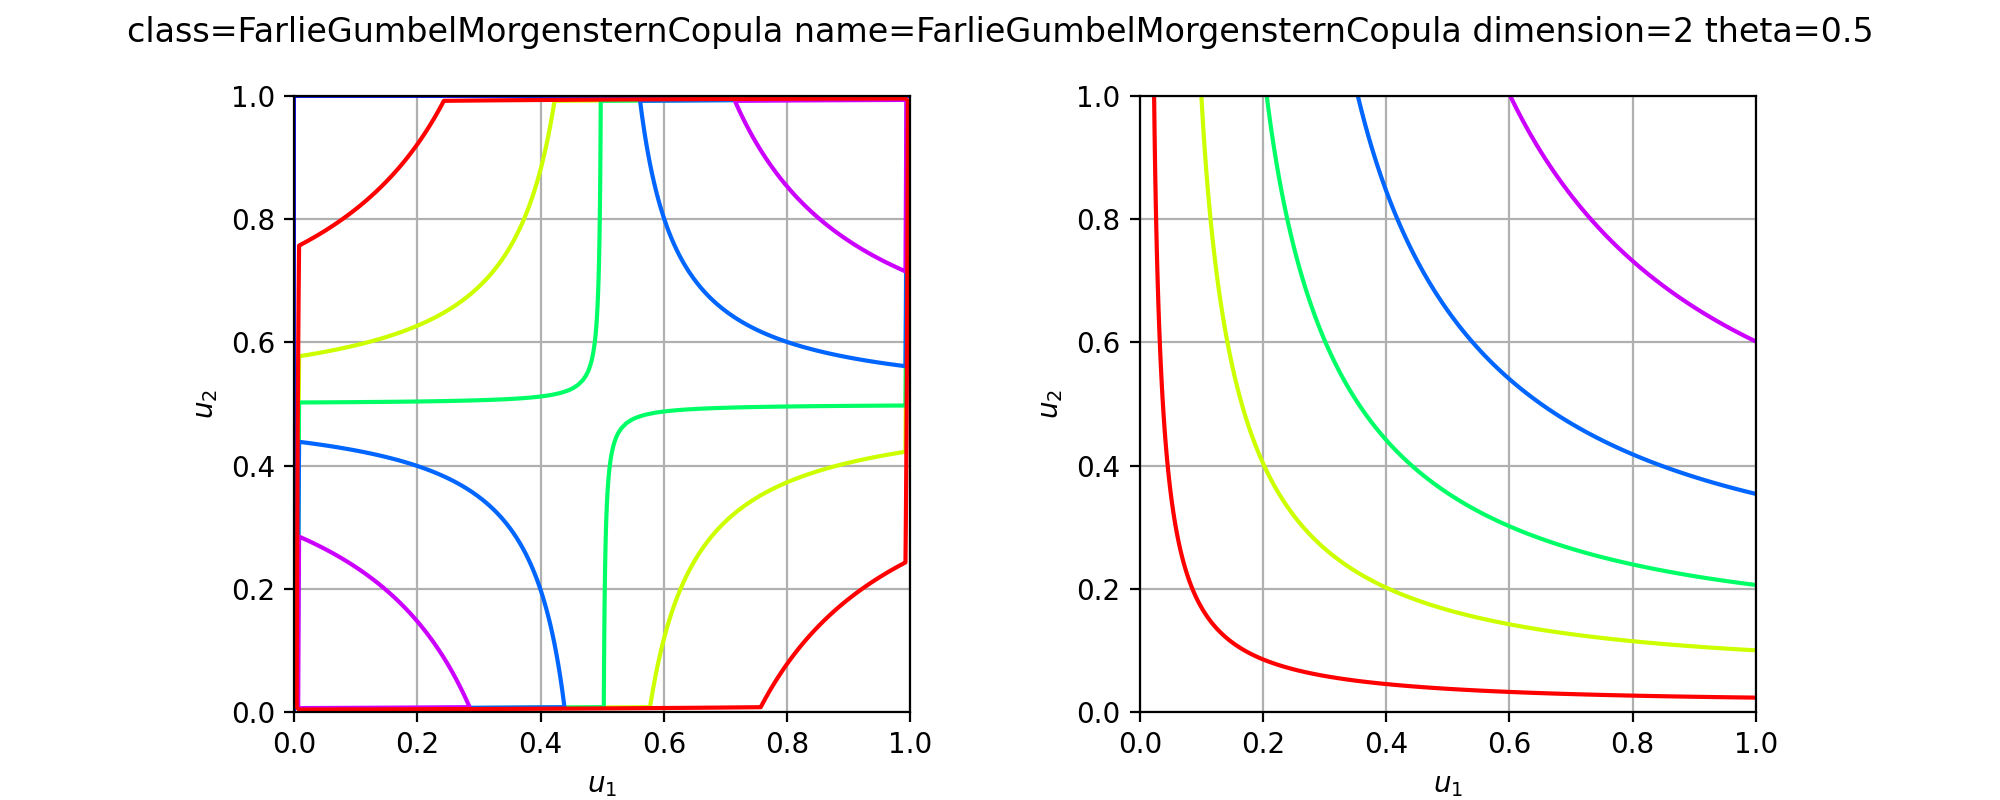 class=FarlieGumbelMorgensternCopula name=FarlieGumbelMorgensternCopula dimension=2 theta=0.5
1.0
0.8
0.6
0.4
0.2
0.0
u₂
0.0 0.2 0.4 0.6 0.8 1.0
u₁
1.0
0.8
0.6
0.4
0.2
0.0
u₂
0.0 0.2 0.4 0.6 0.8 1.0
u₁